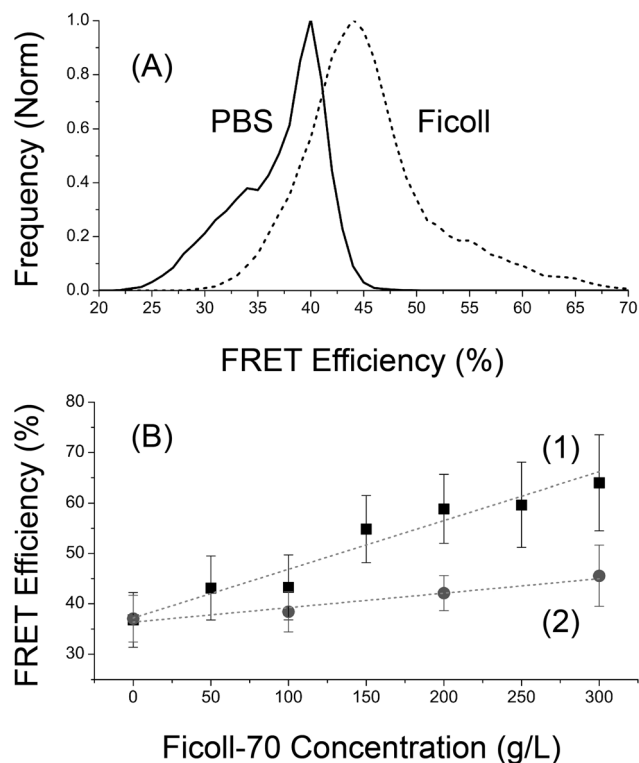 (A)
PBS
Ficoll
Frequency (Norm)
1.0
0.8
0.6
0.4
0.2
0.0
20 25 30 35 40 45 50 55 60 65 70
FRET Efficiency (%)
(B)
(1)
(2)
FRET Efficiency (%)
80
70
60
50
40
30
0 50 100 150 200 250 300
Ficoll-70 Concentration (g/L)